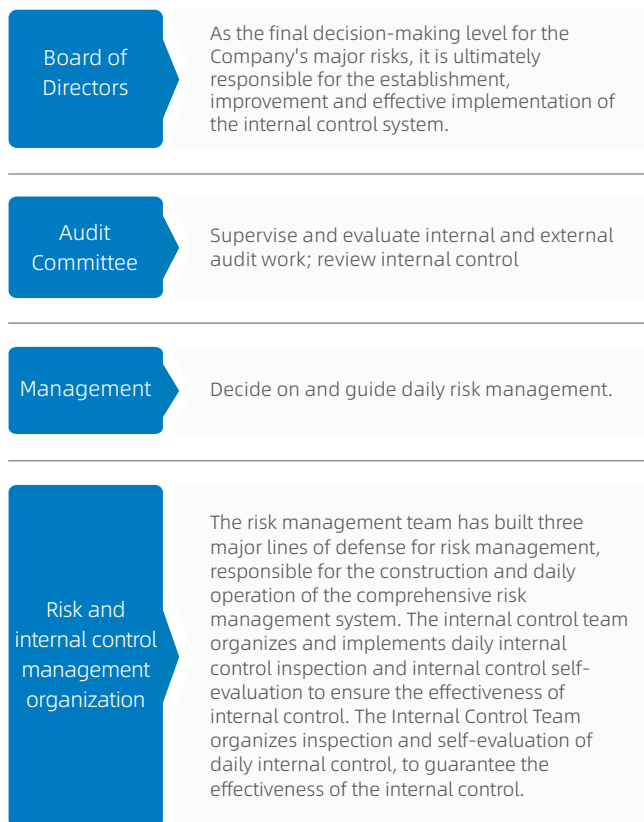 Board of
Directors
As the final decision-making level for the
Company's major risks, it is ultimately
responsible for the establishment,
improvement and effective implementation of
the internal control system.
Audit
Committee
Supervise and evaluate internal and external
audit work; review internal control
Management
Decide on and guide daily risk management.
Risk and
internal control
management
organization
The risk management team has built three
major lines of defense for risk management,
responsible for the construction and daily
operation of the comprehensive risk
management system. The internal control team
organizes and implements daily internal
control inspection and internal control self-
evaluation to ensure the effectiveness of
internal control. The Internal Control Team
organizes inspection and self-evaluation of
daily internal control, to guarantee the
effectiveness of the internal control.